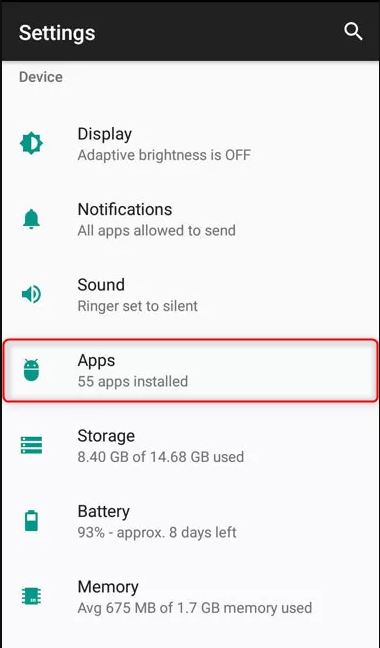 Settings
Device
Display
Adaptive brightness is OFF
Notifications
All apps allowed to send
Sound
Ringer set to silent
Apps
55 apps installed
Storage
8.40 GB of 14.68 GB used
Battery
93% - approx. 8 days left
Memory
Avg 675 MB of 1.7 GB memory used